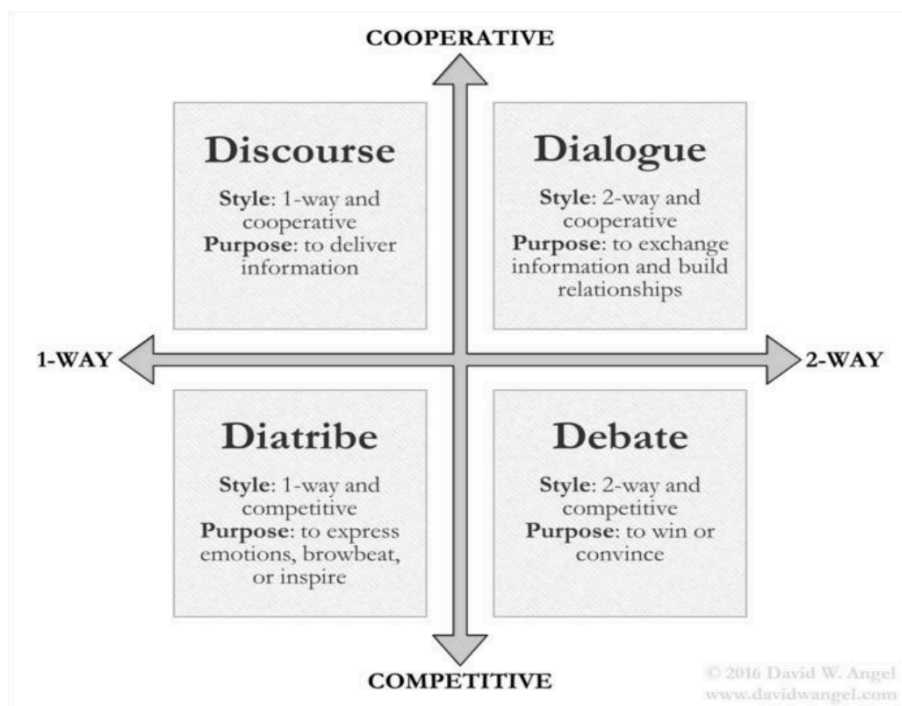 COOPERATIVE
Discourse
Style: 1-way and
cooperative
Purpose: to deliver
information
Dialogue
Style: 2-way and
cooperative
Purpose: to exchange
information and build
relationships
1-WAY
2-WAY
Diatribe
Style: 1-way and
competitive
Purpose: to express
emotions, browbeat,
or inspire
Debate
Style: 2-way and
competitive
Purpose: to win or
convince
COMPETITIVE
© 2016 David W. Angel
www.davidwangel.com